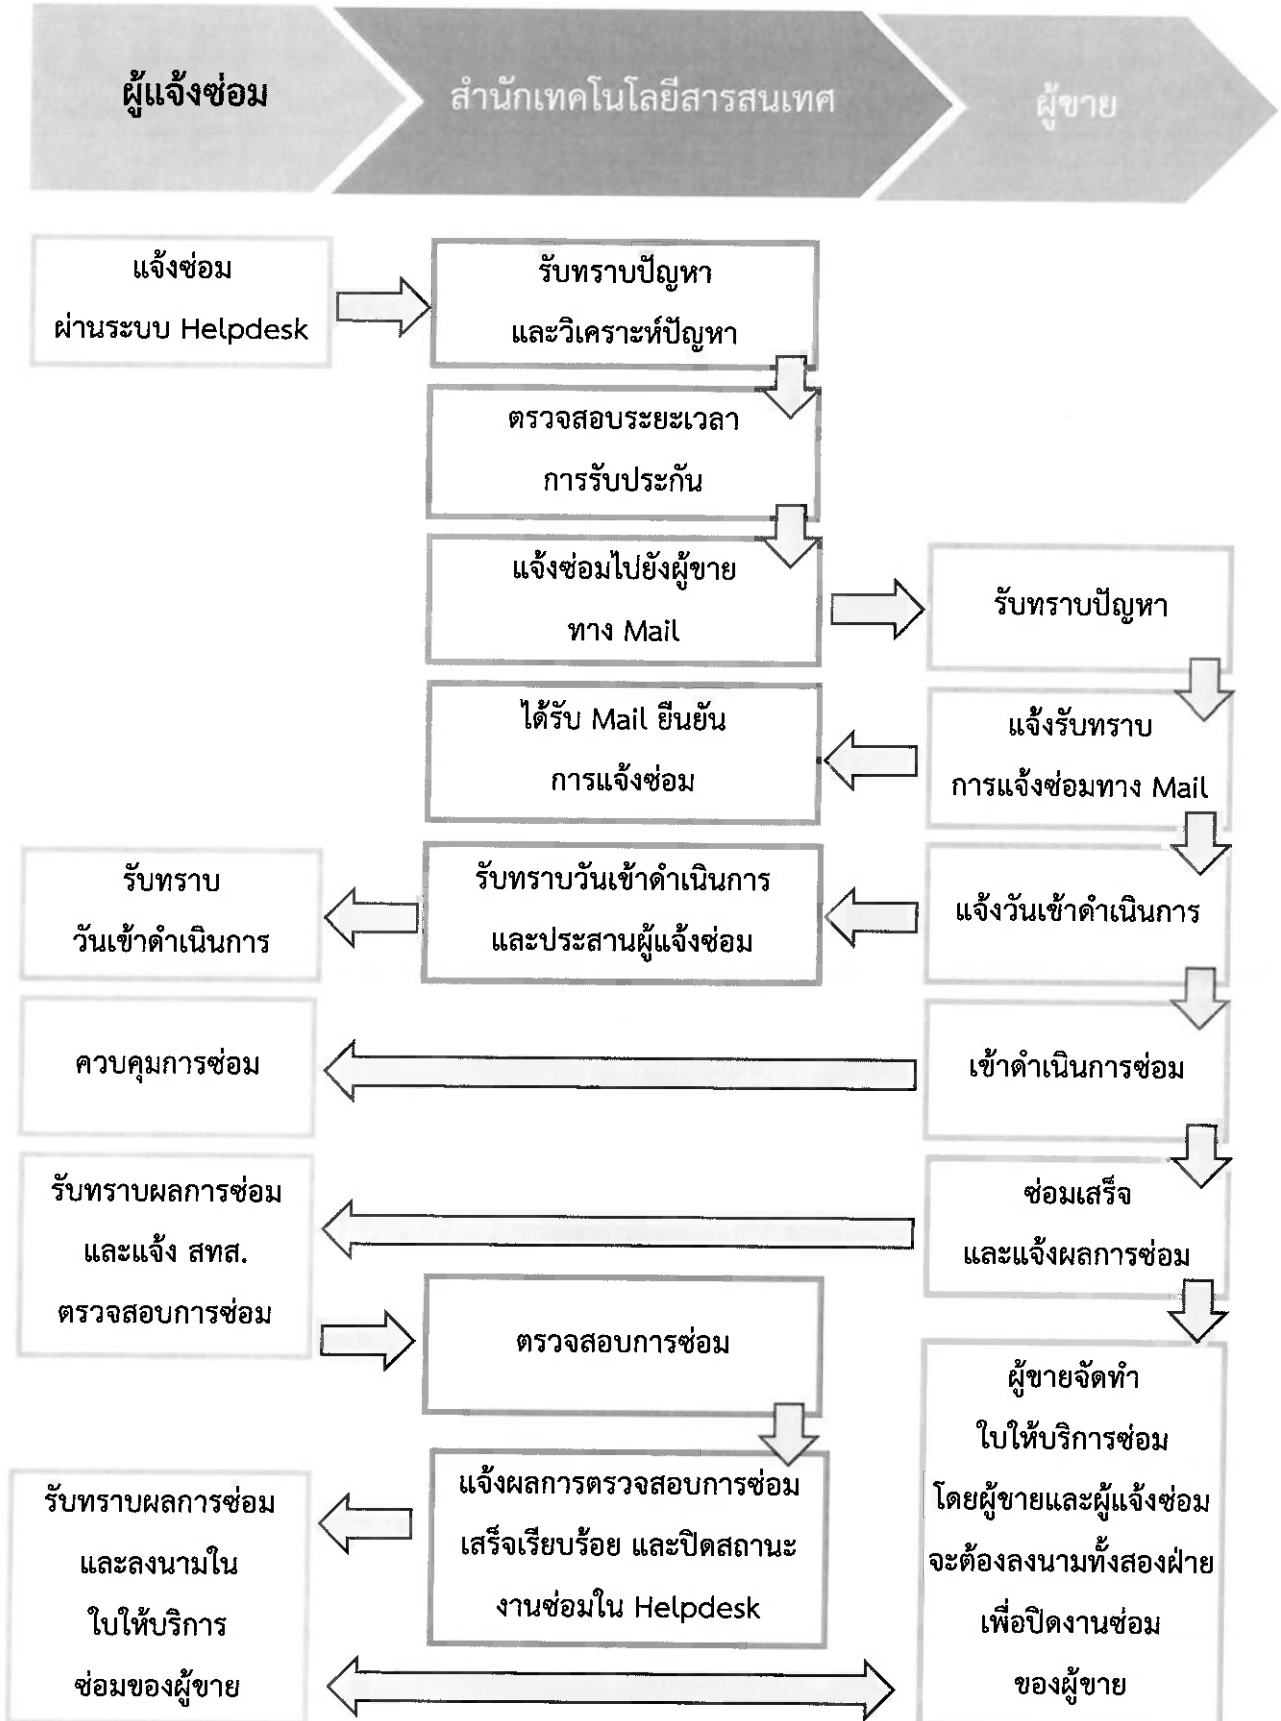 ผู้แจ้งซ่อม
สำนักเทคโนโลยีสารสนเทศ
ผู้ขาย
แจ้งซ่อม
ผ่านระบบ Helpdesk
รับทราบปัญหา
และวิเคราะห์ปัญหา
ตรวจสอบระยะเวลา
การรับประกัน
แจ้งซ่อมไปยังผู้ขาย
ทาง Mail
รับทราบปัญหา
ได้รับ Mail ยืนยัน
การแจ้งซ่อม
แจ้งรับทราบ
การแจ้งซ่อมทาง Mail
รับทราบ
วันเข้าดำเนินการ
รับทราบวันเข้าดำเนินการ
และประสานผู้แจ้งซ่อม
แจ้งวันเข้าดำเนินการ
ควบคุมการซ่อม
เข้าดำเนินการซ่อม
รับทราบผลการซ่อม
และแจ้ง สทส.
ตรวจสอบการซ่อม
ซ่อมเสร็จ
และแจ้งผลการซ่อม
ตรวจสอบการซ่อม
ผู้ขายจัดทำ
ใบให้บริการซ่อม
โดยผู้ขายและผู้แจ้งซ่อม
จะต้องลงนามทั้งสองฝ่าย
เพื่อปิดงานซ่อม
ของผู้ขาย
แจ้งผลการตรวจสอบการซ่อม
เสร็จเรียบร้อย และปิดสถานะ
งานซ่อมใน Helpdesk
รับทราบผลการซ่อม
และลงนามใน
ใบให้บริการ
ซ่อมของผู้ขาย